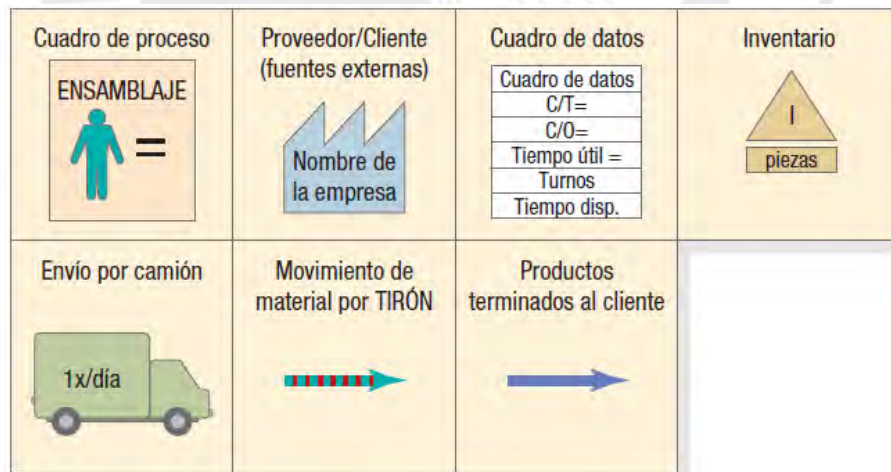 Cuadro de proceso
ENSAMBLAJE
=
Proveedor/Cliente
(fuentes externas)
Nombre de
la empresa
Cuadro de datos
Cuadro de datos
C/T=
C/O=
Tiempo útil =
Turnos
Tiempo disp.
Inventario
I
piezas
Envío por camión
1x/día
Movimiento de
material por TIRÓN
Productos
terminados al cliente